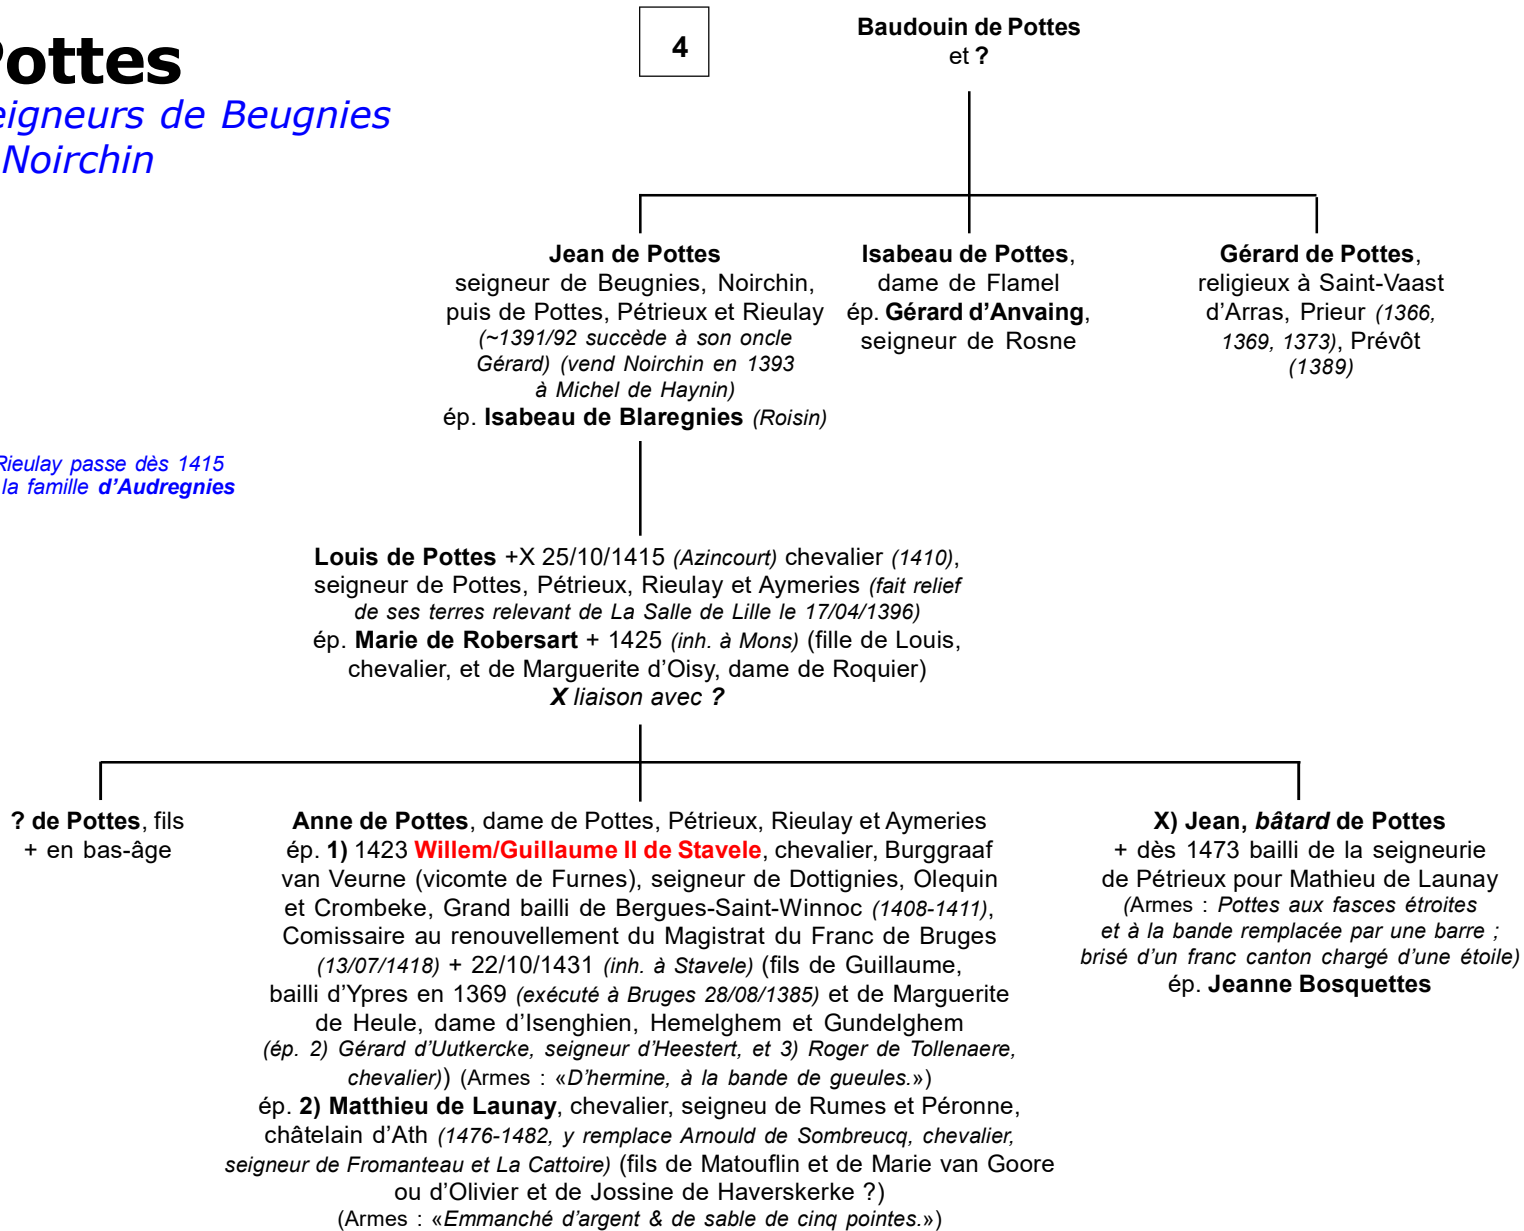 4
Baudouin de Pottes
et ?
Pottes
eigneurs de Beugnies
Noirchin
Jean de Pottes
seigneur de Beugnies, Noirchin,
puis de Pottes, Pétrieux et Rieulay
(~1391/92 succède à son oncle
Gérard) (vend Noirchin en 1393
à Michel de Haynin)
ép. Isabeau de Blaregnies (Roisin)
Isabeau de Pottes,
dame de Flamel
ép. Gérard d’Anvaing,
seigneur de Rosne
Gérard de Pottes,
religieux à Saint-Vaast
d’Arras, Prieur (1366,
1369, 1373), Prévôt
(1389)
Rieulay passe dès 1415
la famille d’Audregnies
Louis de Pottes +X 25/10/1415 (Azincourt) chevalier (1410),
seigneur de Pottes, Pétrieux, Rieulay et Aymeries (fait relief
de ses terres relevant de La Salle de Lille le 17/04/1396)
ép. Marie de Robersart + 1425 (inh. à Mons) (fille de Louis,
chevalier, et de Marguerite d’Oisy, dame de Roquier)
X liaison avec ?
? de Pottes, fils
+ en bas-âge
Anne de Pottes, dame de Pottes, Pétrieux, Rieulay et Aymeries
ép. 1) 1423 Willem/Guillaume II de Stavele, chevalier, Burggraaf
van Veurne (vicomte de Furnes), seigneur de Dottignies, Olequin
et Crombeke, Grand bailli de Bergues-Saint-Winnoc (1408-1411),
Comissaire au renouvellement du Magistrat du Franc de Bruges
(13/07/1418) + 22/10/1431 (inh. à Stavele) (fils de Guillaume,
bailli d’Ypres en 1369 (exécuté à Bruges 28/08/1385) et de Marguerite
de Heule, dame d’Isenghien, Hemelghem et Gundelghem
(ép. 2) Gérard d’Uutkercke, seigneur d’Heestert, et 3) Roger de Tollenaere,
chevalier)) (Armes : «D’hermine, à la bande de gueules.»)
ép. 2) Matthieu de Launay, chevalier, seigneu de Rumes et Péronne,
châtelain d’Ath (1476-1482, y remplace Arnould de Sombreucq, chevalier,
seigneur de Fromanteau et La Cattoire) (fils de Matouflin et de Marie van Goore
ou d’Olivier et de Jossine de Haverskerke ?)
(Armes : «Emmanché d’argent & de sable de cinq pointes.»)
X) Jean, bâtard de Pottes
+ dès 1473 bailli de la seigneurie
de Pétrieux pour Mathieu de Launay
(Armes : Pottes aux fasces étroites
et à la bande remplacée par une barre ;
brisé d’un franc canton chargé d’une étoile)
ép. Jeanne Bosquettes